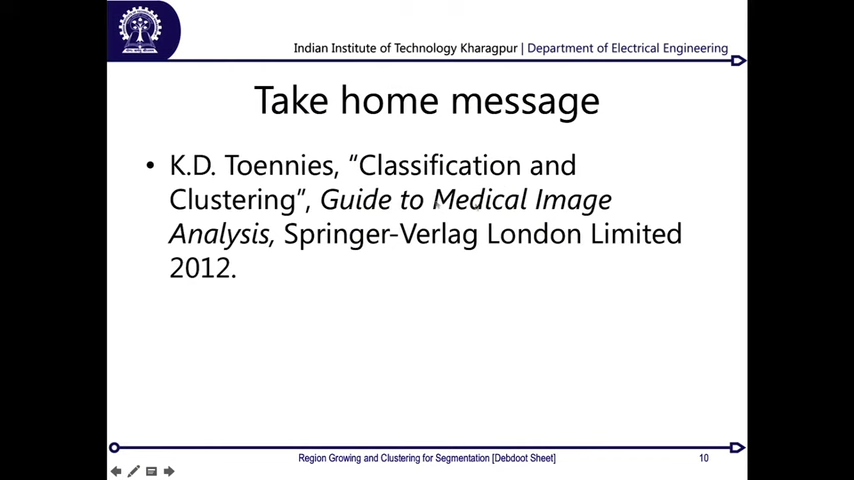 Indian Institute of Technology Kharagpur | Department of Electrical Engineering
Take home message
• K.D. Toennies, “Classification and
Clustering”, Guide to Medical Image
Analysis, Springer-Verlag London Limited
2012.
Region Growing and Clustering for Segmentation [Debdoot Sheet]
10